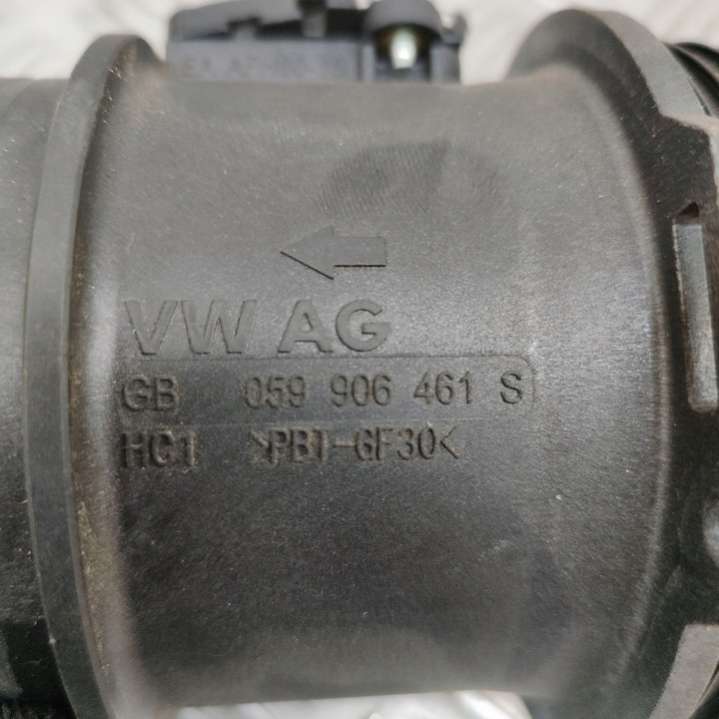 VW AG
GB 059 906 461 S
HC1 >PBT-GF30<